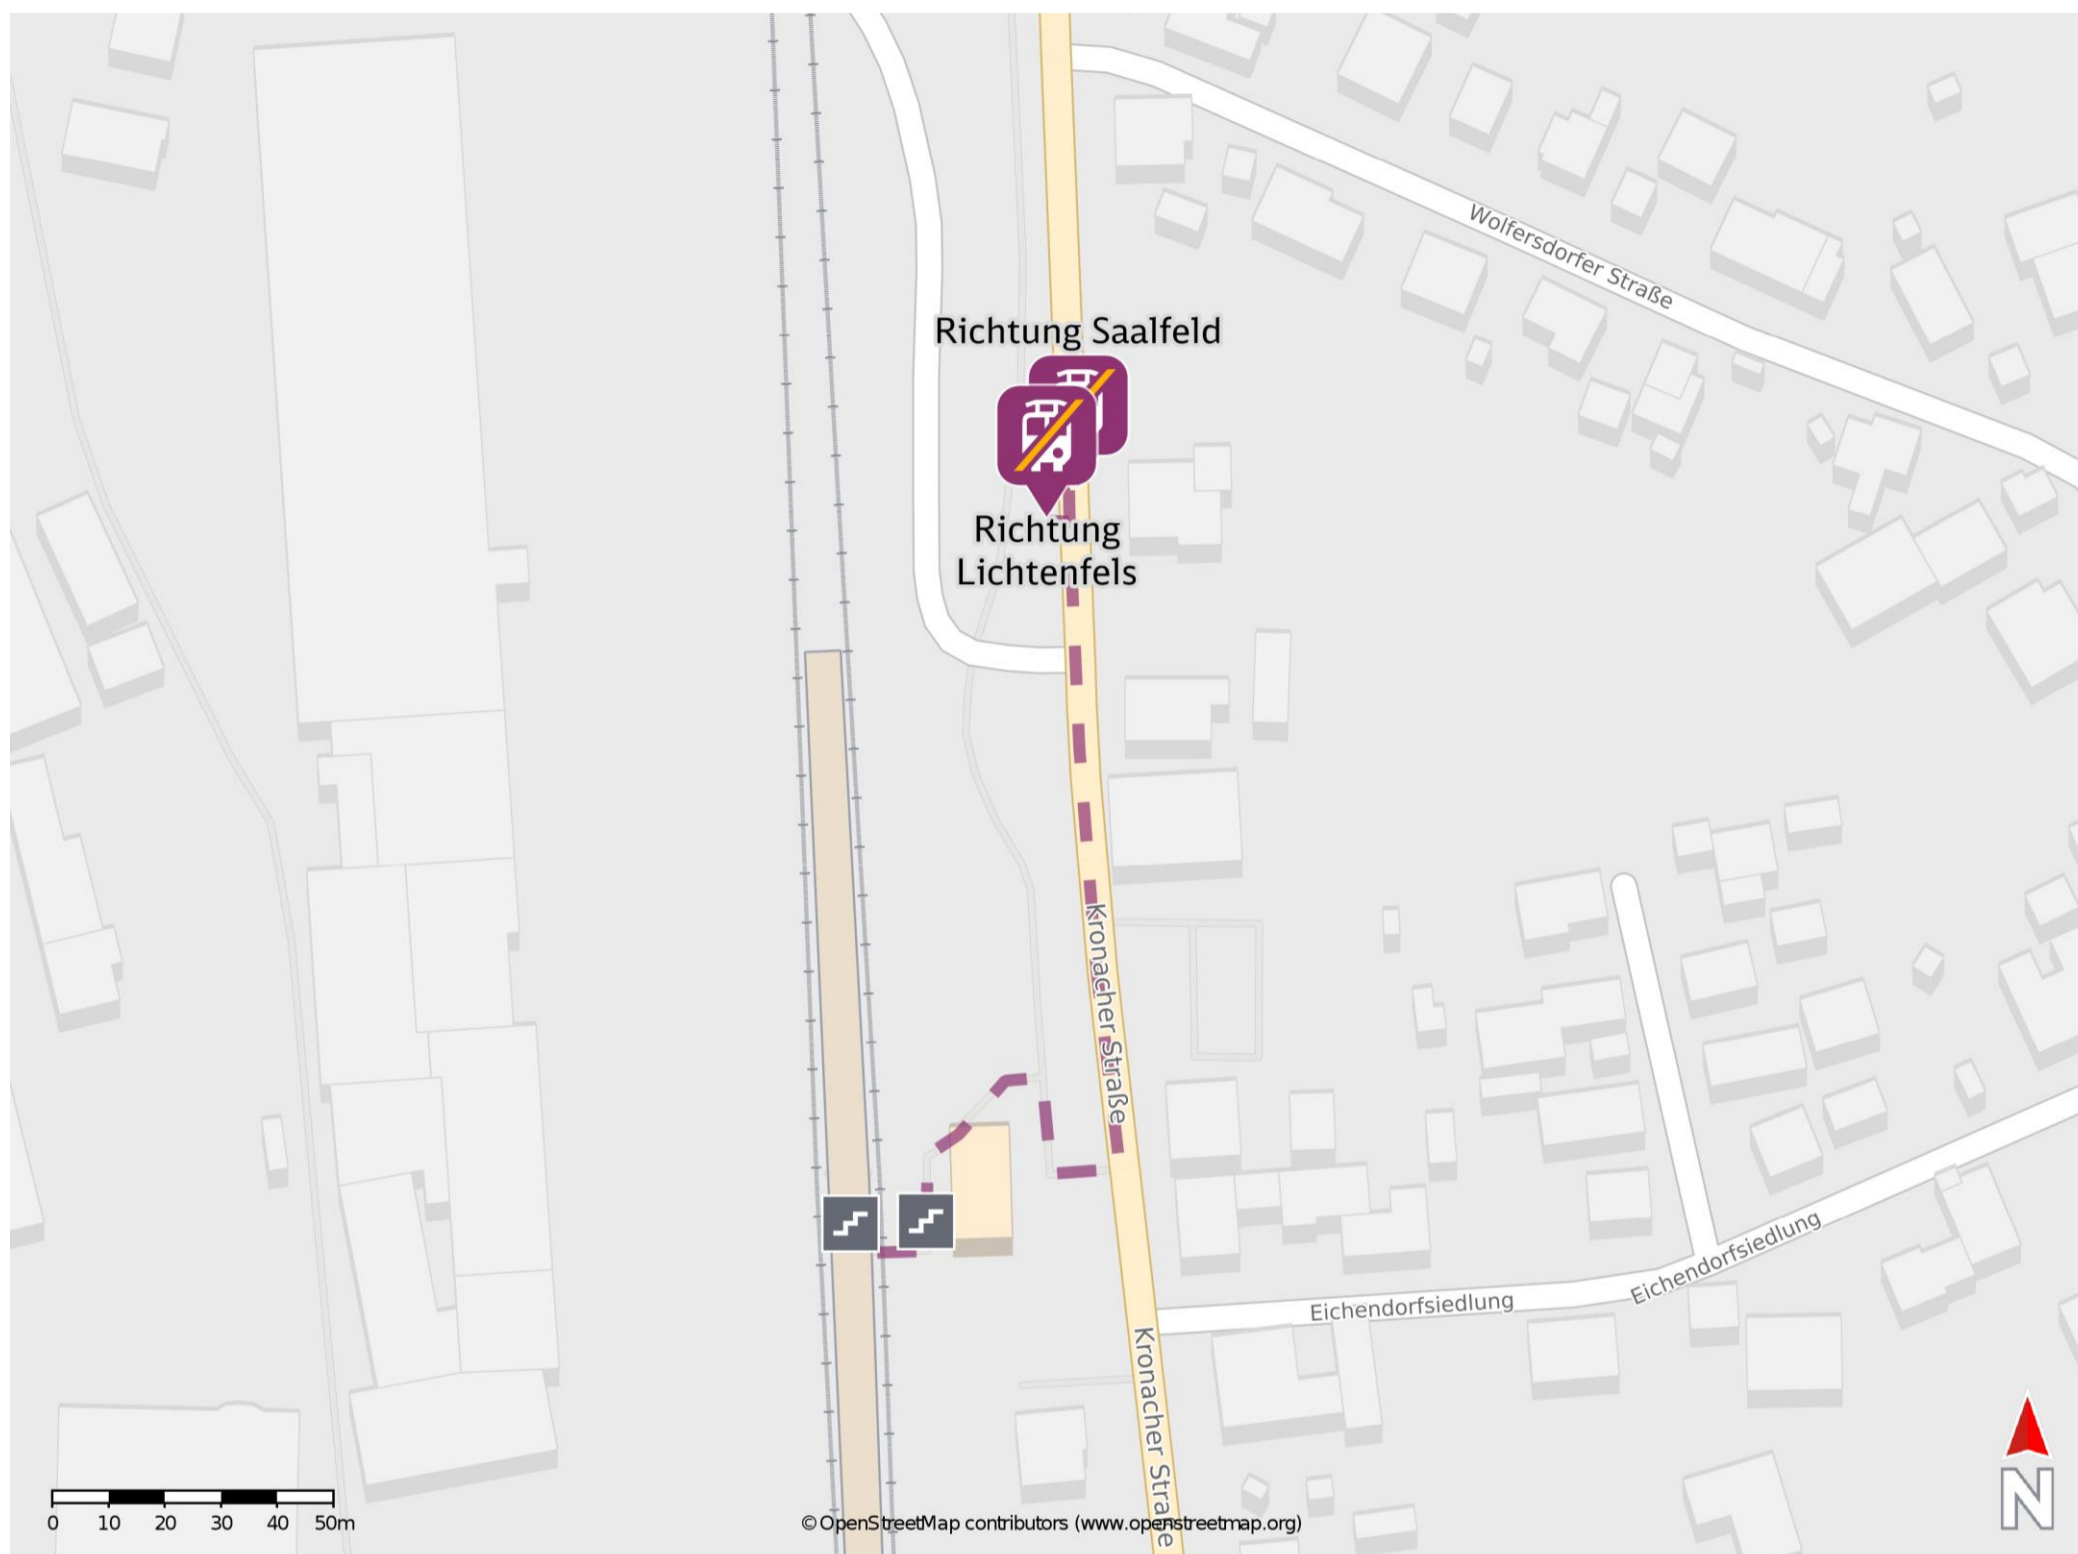 Wolfersdorfer Straße
Richtung Saalfeld
Richtung
Lichtenfels
Kronacher Straße
Eichendorfsiedlung
Eichendorfsiedlung
Kronacher Straße
0 10 20 30 40 50m
© OpenStreetMap contributors (www.openstreetmap.org)
N